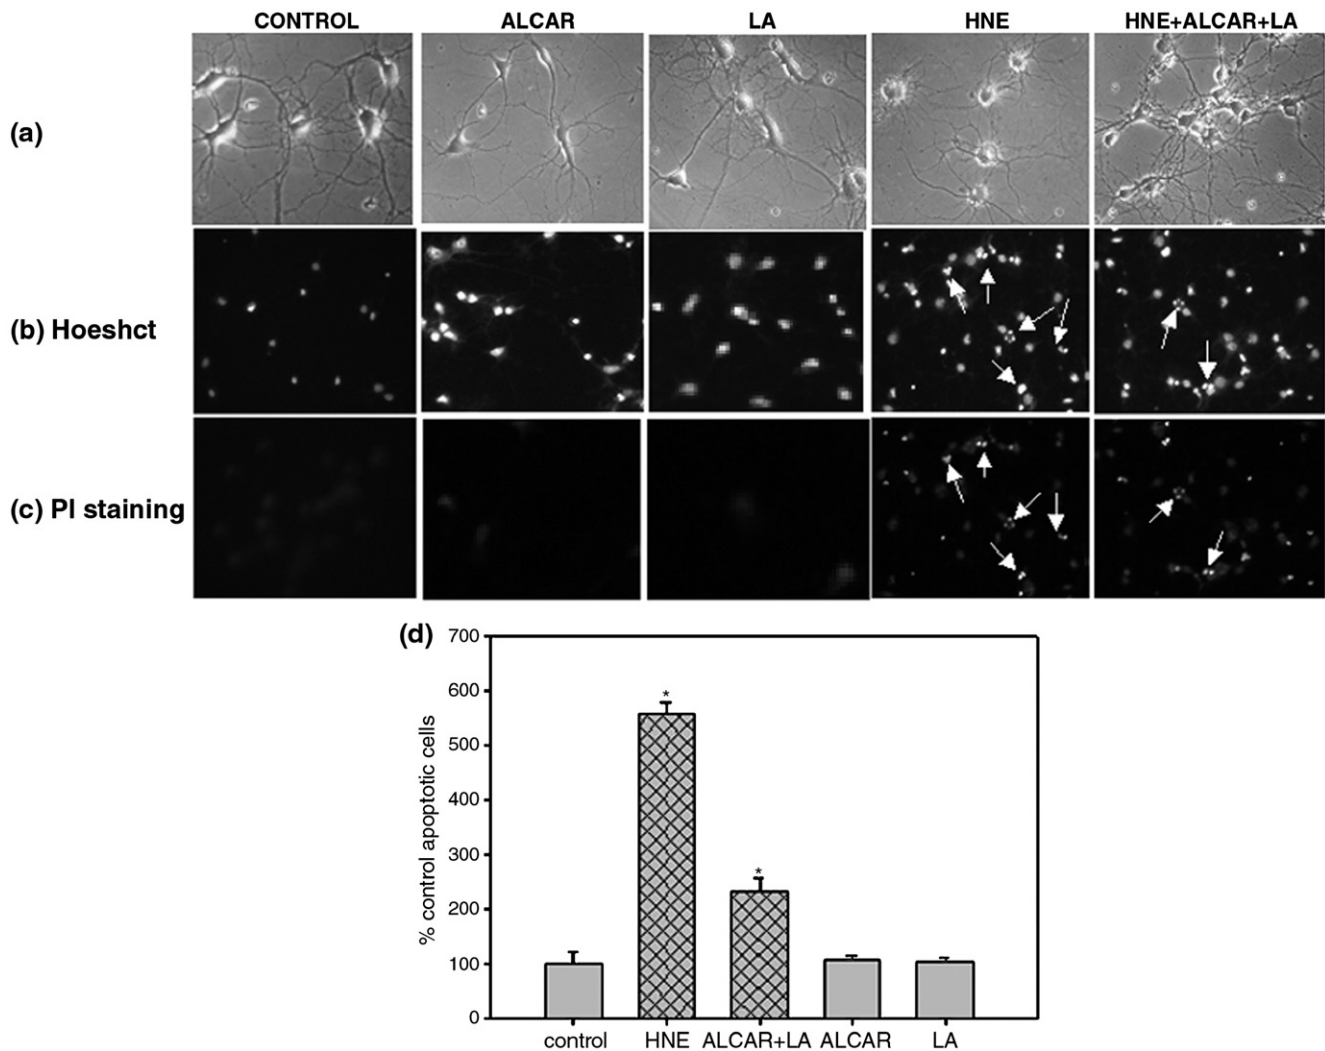 CONTROL ALCAR LA HNE HNE+ALCAR+LA
(a)
(b) Hoeshct
(c) PI staining
(d)
700
600
500
400
300
200
100
0
% control apoptotic cells
*
*
control HNE ALCAR+LA ALCAR LA